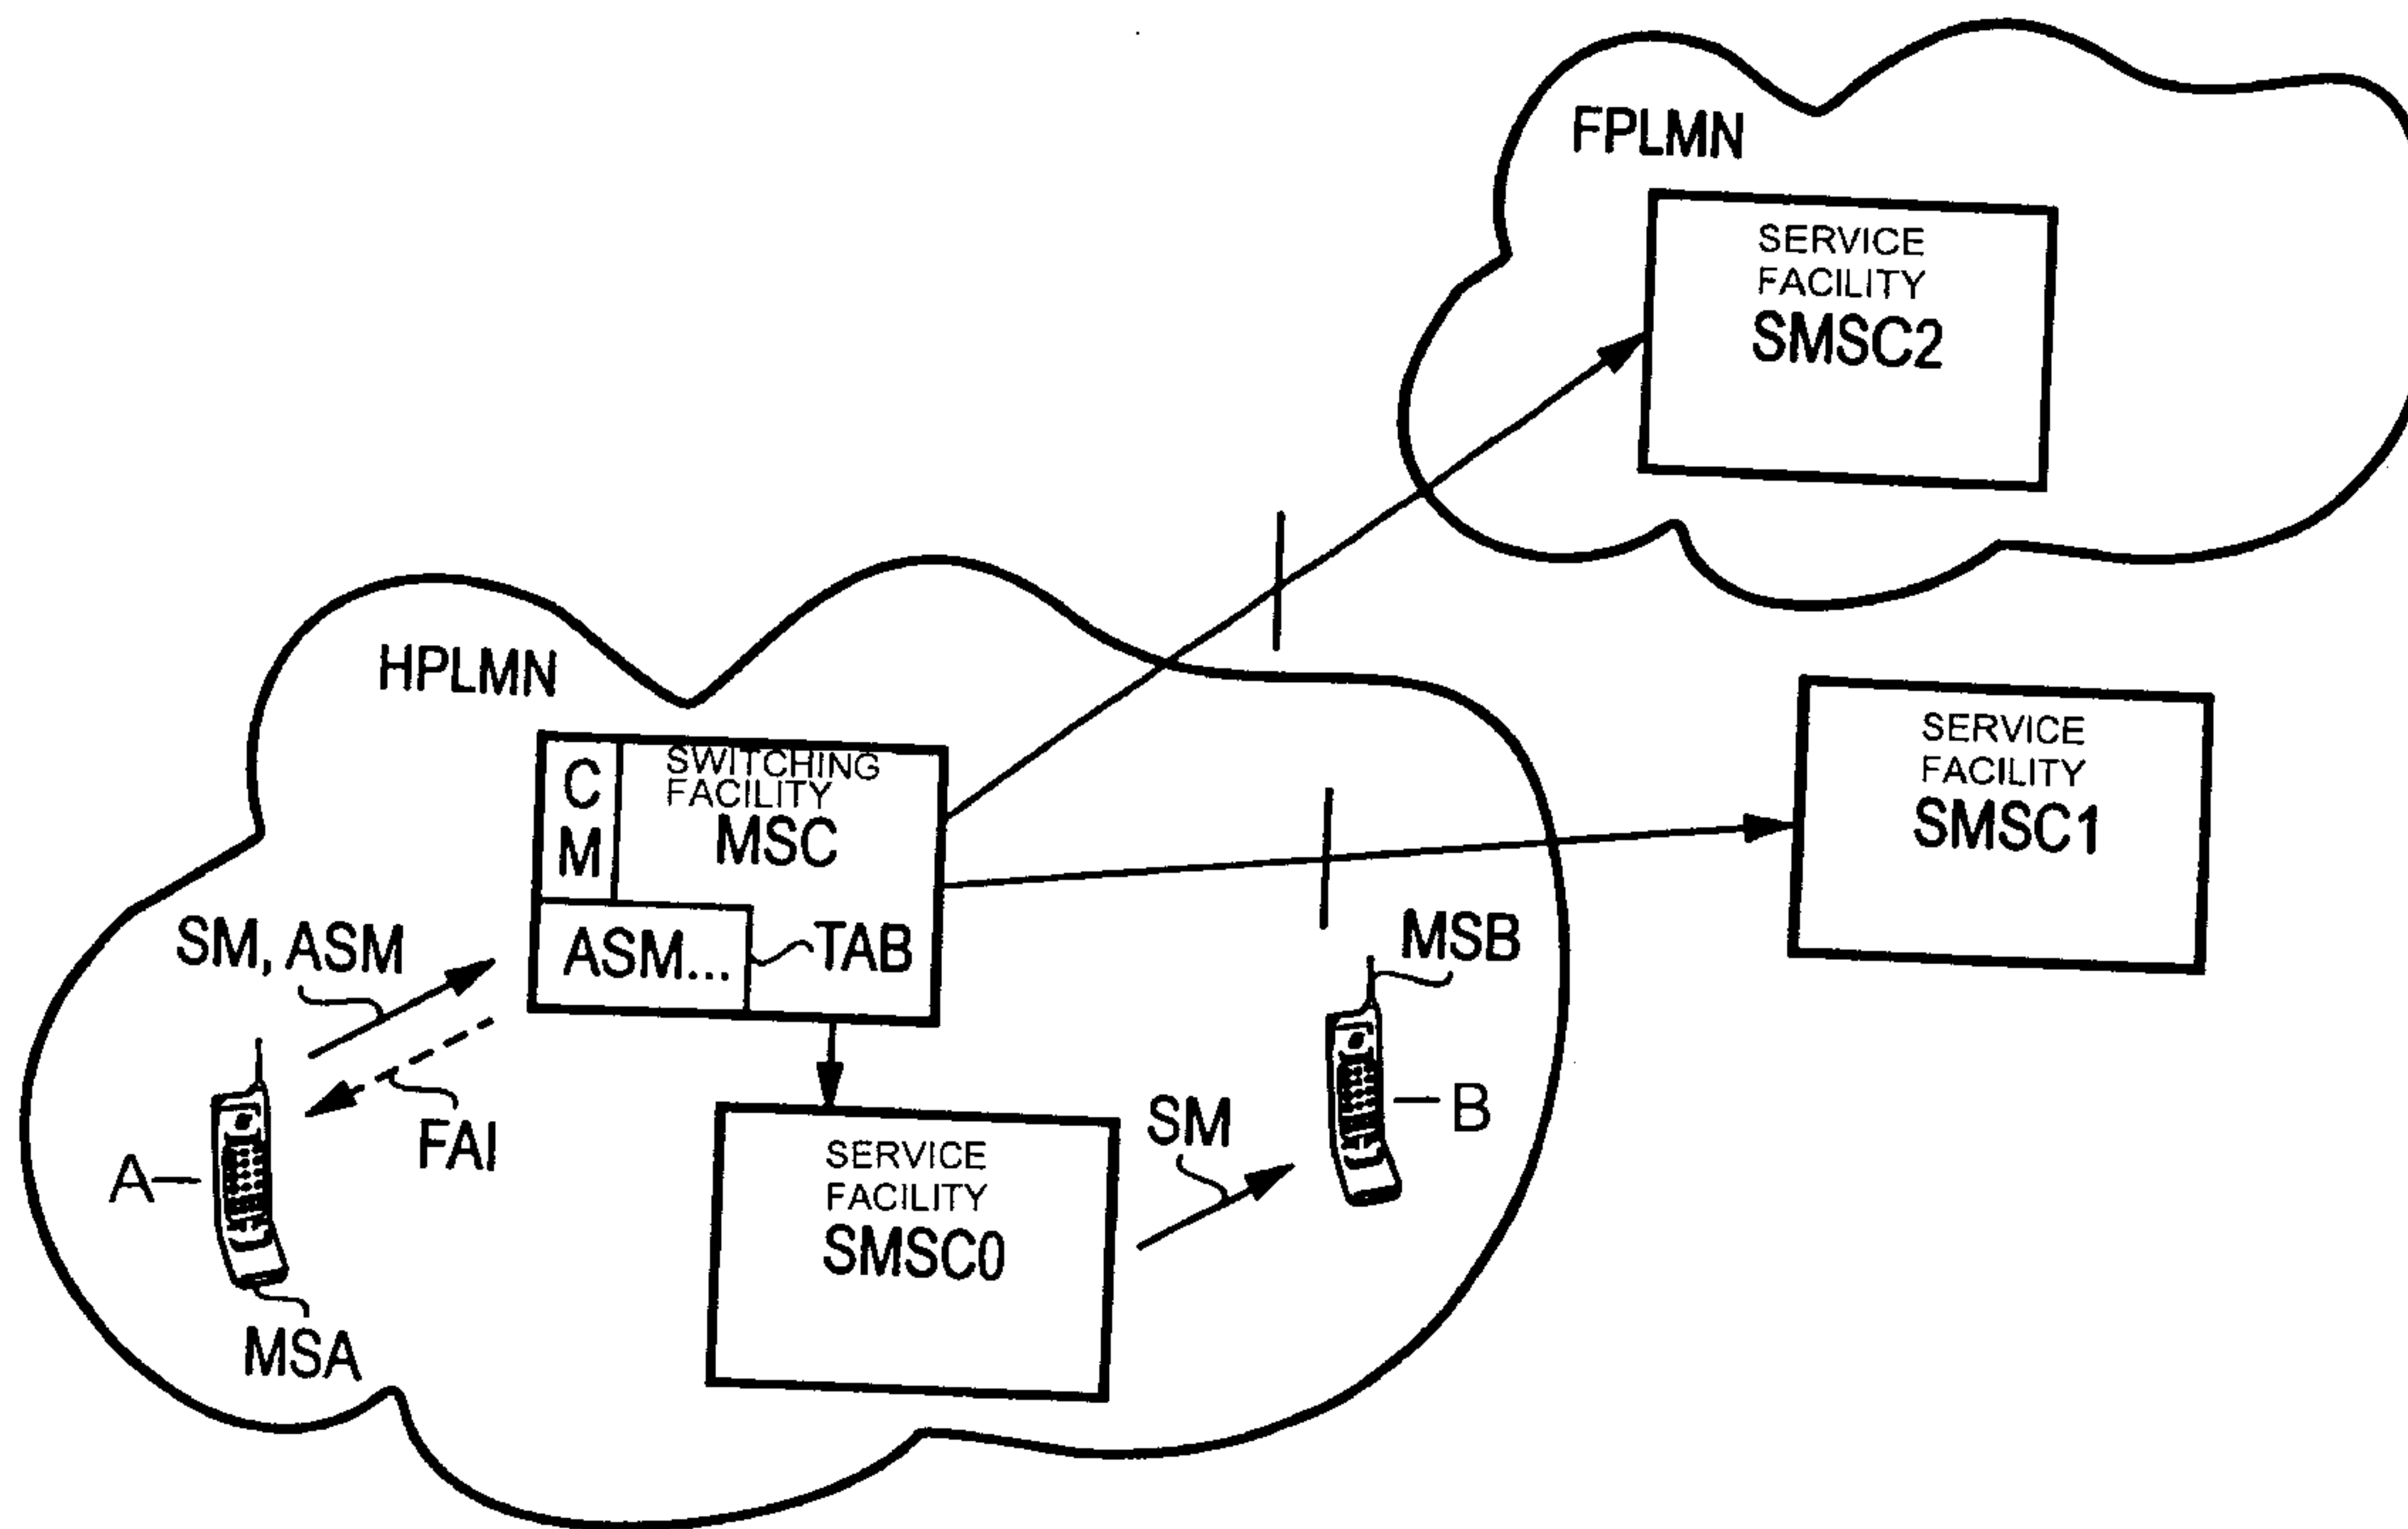 FPLMN
SERVICE
FACILITY
SMSC2
HPLMN
C
M
SWITCHING
FACILITY
MSC
SERVICE
FACILITY
SMSC1
SM, ASM
ASM...
TAB
MSB
FAI
A
SERVICE
FACILITY
SMSC0
SM
B
MSA